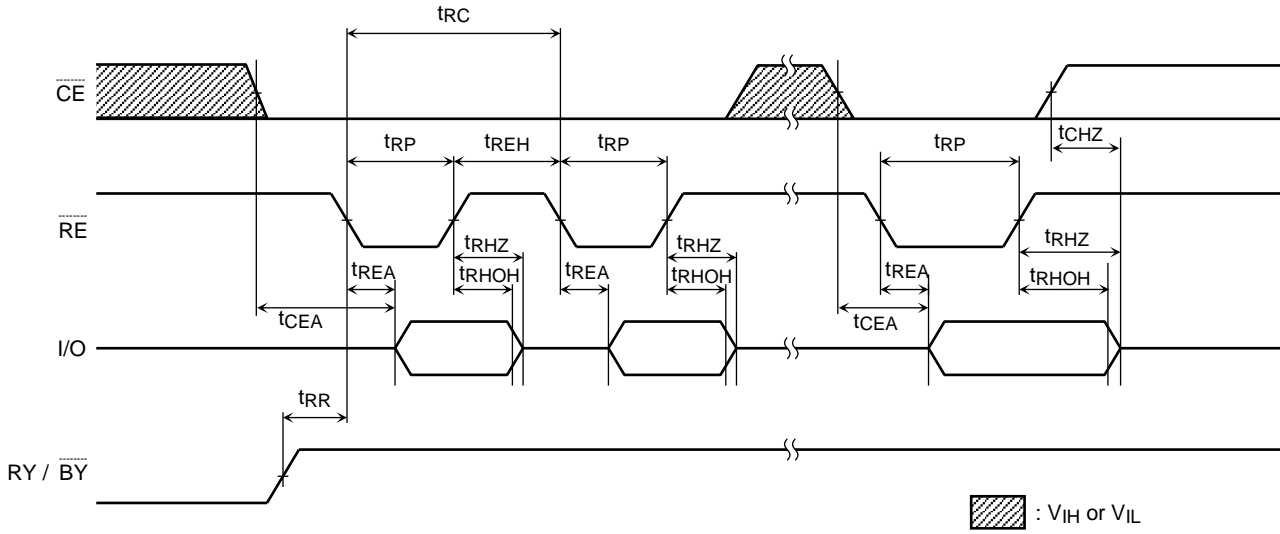 tRC
CE
tRP
tREH
tRP
tRP
tCHZ
RE
tRHZ
tRHZ
tRHZ
tREA
tRHOH
tREA
tRHOH
tREA
tRHOH
tCEA
tCEA
I/O
tRR
RY / BY
: VIH or VIL